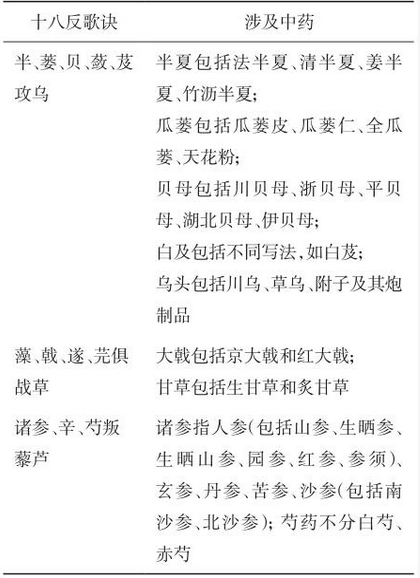 十八反歌诀 涉及中药
半、蒌、贝、蔹、芨 半夏包括法半夏、清半夏、姜半
攻乌 夏、竹沥半夏;
瓜蒌包括瓜蒌皮、瓜蒌仁、全瓜
蒌、天花粉;
贝母包括川贝母、浙贝母、平贝
母、湖北贝母、伊贝母;
白及包括不同写法,如白芨;
乌头包括川乌、草乌、附子及其炮
制品
藻、戟、遂、芫俱 大戟包括京大戟和红大戟;
战草 甘草包括生甘草和炙甘草
诸参、辛、芍叛 诸参指人参(包括山参、生晒参、
藜芦 生晒山参、园参、红参、参须)、
玄参、丹参、苦参、沙参(包括南
沙参、北沙参); 芍药不分白芍、
赤芍